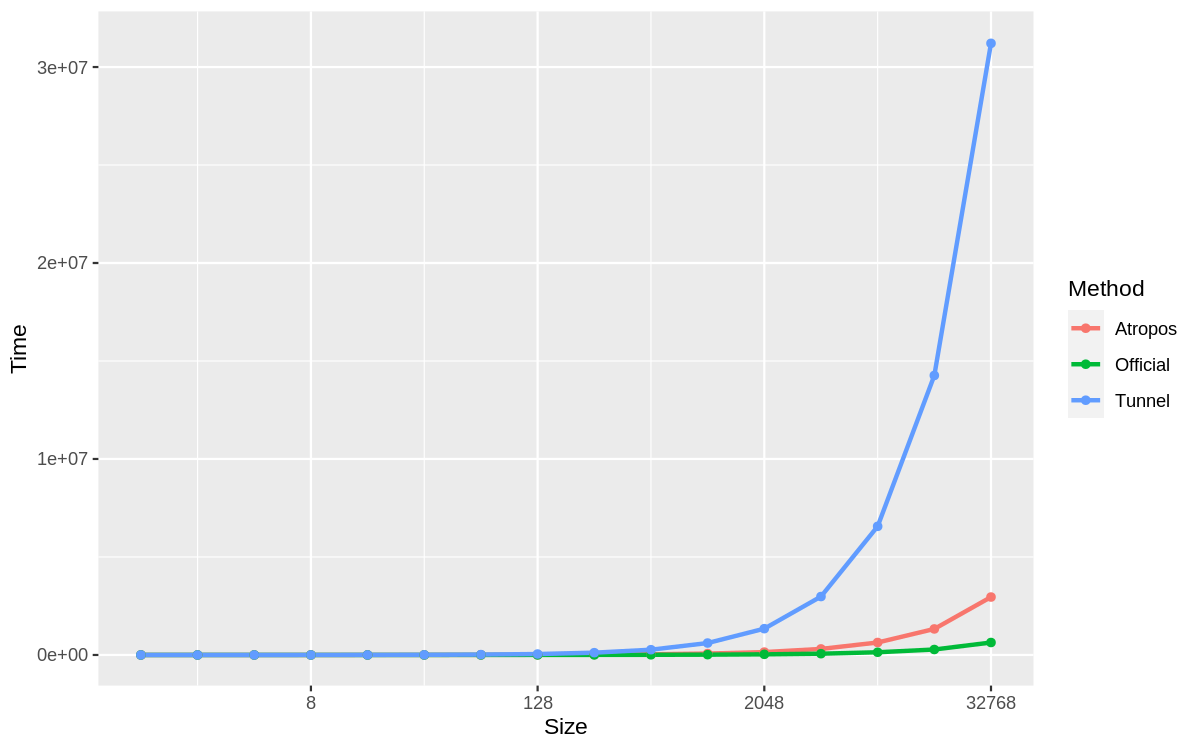 3e+07
2e+07
1e+07
0e+00
Time
8
128
2048
32768
Size
Method
Atropos
Official
Tunnel